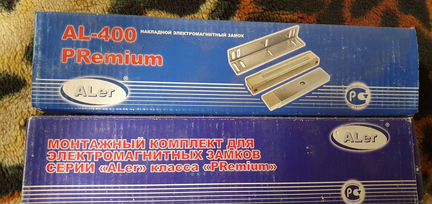 AL-400
PRemium
НАКЛАДНОЙ ЭЛЕКТРОМАГНИТНЫЙ ЗАМОК
ALer
МОНТАЖНЫЙ КОМПЛЕКТ ДЛЯ
ЭЛЕКТРОМАГНИТНЫХ ЗАМКОВ
СЕРИИ «ALer» класса «PRemium»
ALer